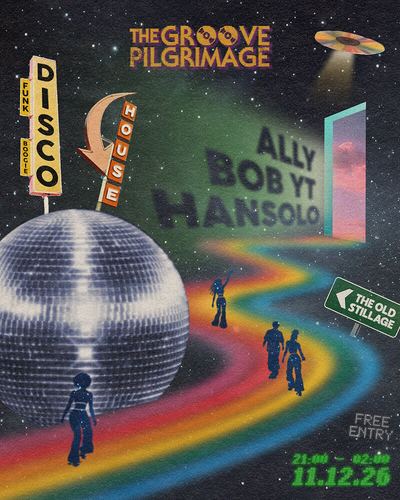 THE GROOVE
PILGRIMAGE
DISCO
FUNK
BOOGIE
HOUSE
ALLY
BOB YT
HANSOLO
THE OLD
STILLAGE
FREE
ENTRY
21:00 - 02:00
11.12.26